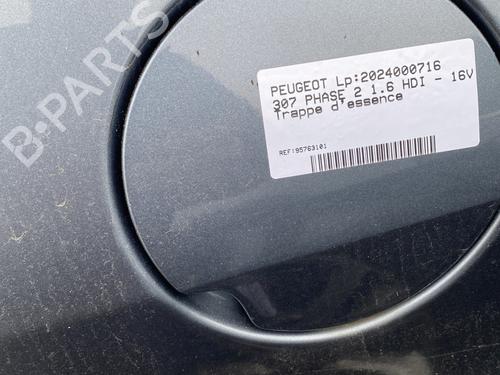 PEUGEOT Lp:2024000716
307 PHASE 2 1.6 HDI - 16V
Trappe d'essence
REF:95763101
B-PARTS